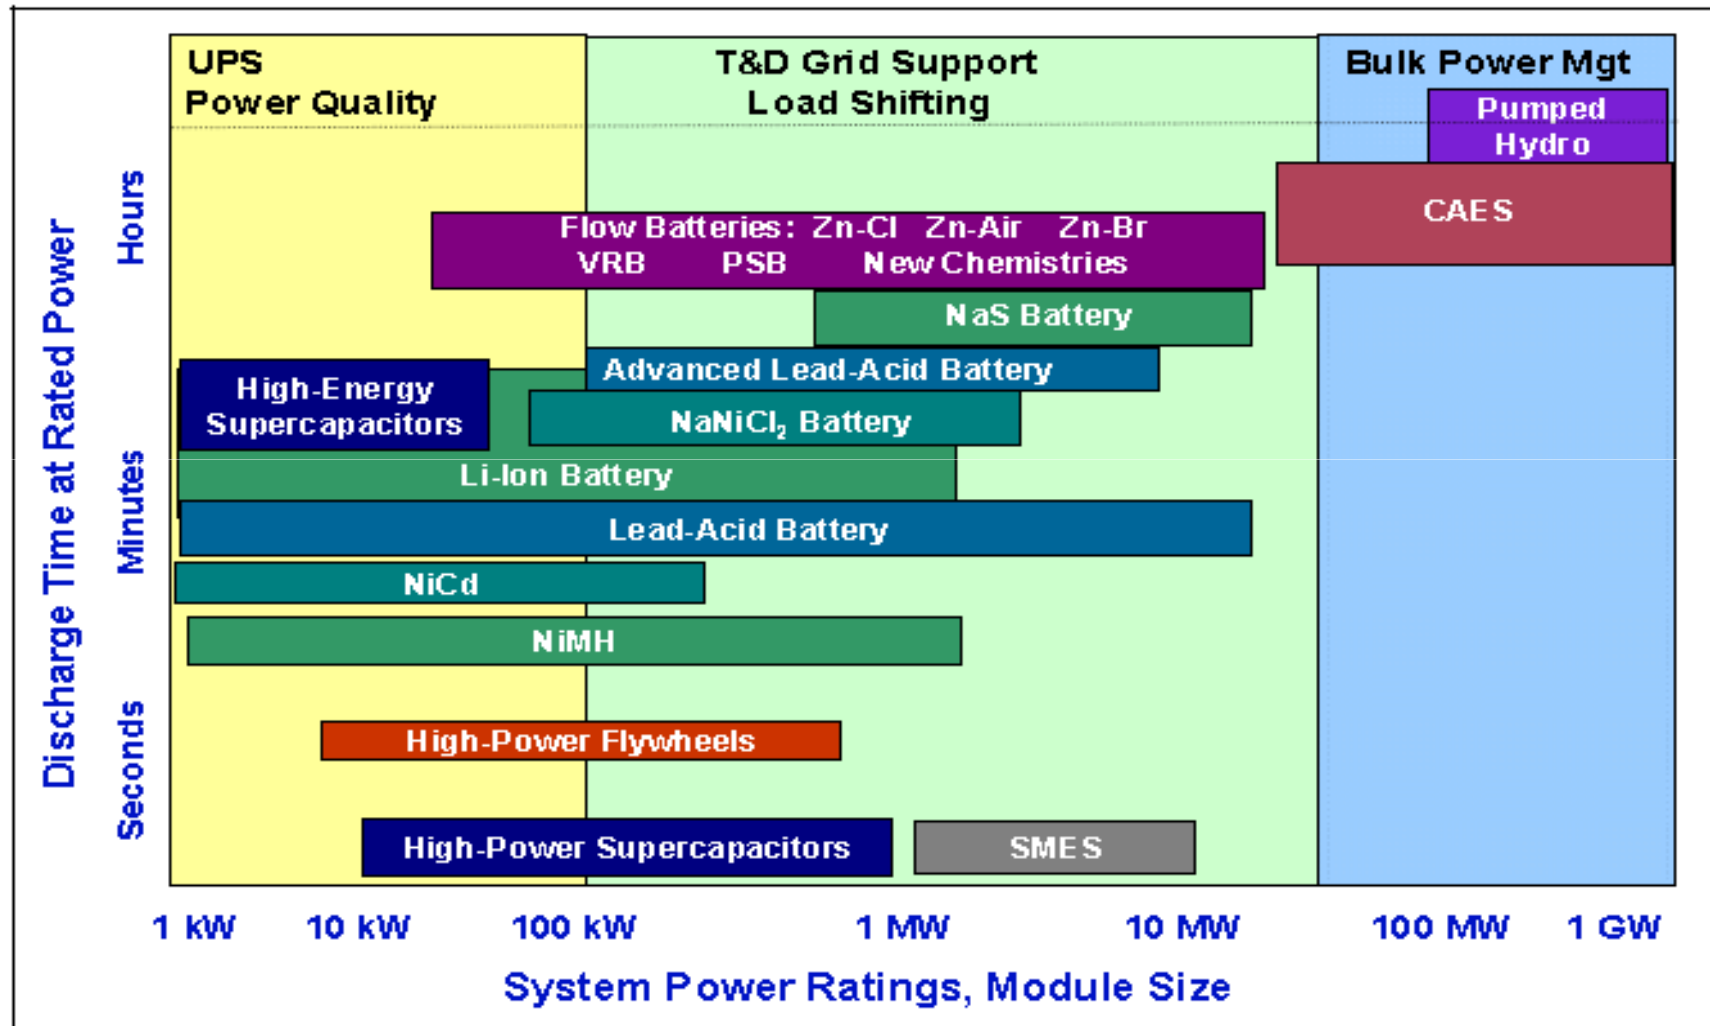 UPS
Power Quality
T&D Grid Support
Load Shifting
Bulk Power Mgt
Pumped
Hydro
CAES
Flow Batteries: Zn-Cl Zn-Air Zn-Br
VRB PSB New Chemistries
NaS Battery
Advanced Lead-Acid Battery
High-Energy
Supercapacitors
NaNiCl₂ Battery
Li-Ion Battery
Lead-Acid Battery
NiCd
NiMH
High-Power Flywheels
High-Power Supercapacitors
SMES
Discharge Time at Rated Power
Hours
Minutes
Seconds
1 kW 10 kW 100 kW 1 MW 10 MW 100 MW 1 GW
System Power Ratings, Module Size